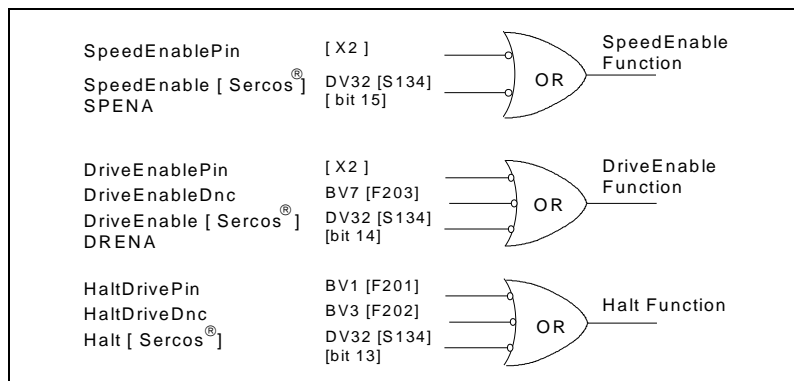 SpeedEnablePin [ X2 ]
SpeedEnable [ Sercos®] DV32 [S134]
SPENA [ bit 15]
OR
SpeedEnable
Function
DriveEnablePin [ X2 ]
DriveEnableDnc BV7 [F203]
DriveEnable [ Sercos®] DV32 [S134]
DRENA [bit 14]
OR
DriveEnable
Function
HaltDrivePin BV1 [F201]
HaltDriveDnc BV3 [F202]
Halt [ Sercos®] DV32 [S134]
[bit 13]
OR
Halt Function